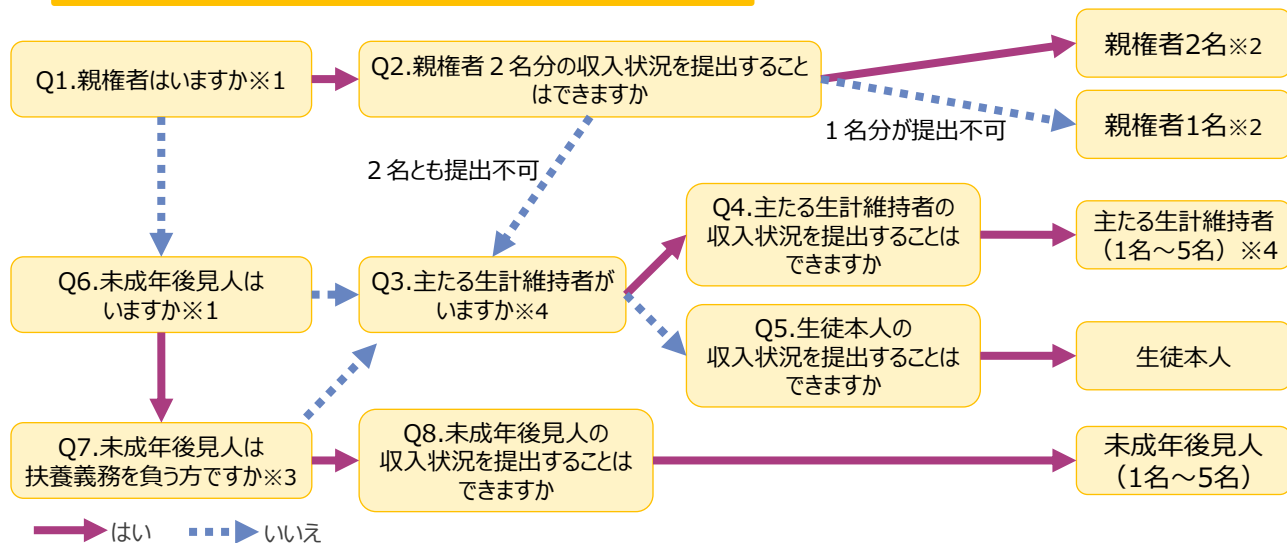 Q1.親権者はいますか※1
Q2.親権者２名分の収入状況を提出すること
はできますか
親権者2名※2
親権者1名※2
１名分が提出不可
２名とも提出不可
Q4.主たる生計維持者の
収入状況を提出することは
できますか
主たる生計維持者
（1名～5名）※4
Q6.未成年後見人は
いますか※1
Q3.主たる生計維持者が
いますか※4
Q5.生徒本人の
収入状況を提出することは
できますか
生徒本人
Q7.未成年後見人は
扶養義務を負う方ですか※3
Q8.未成年後見人の
収入状況を提出することは
できますか
未成年後見人
（1名～5名）
はい
いいえ